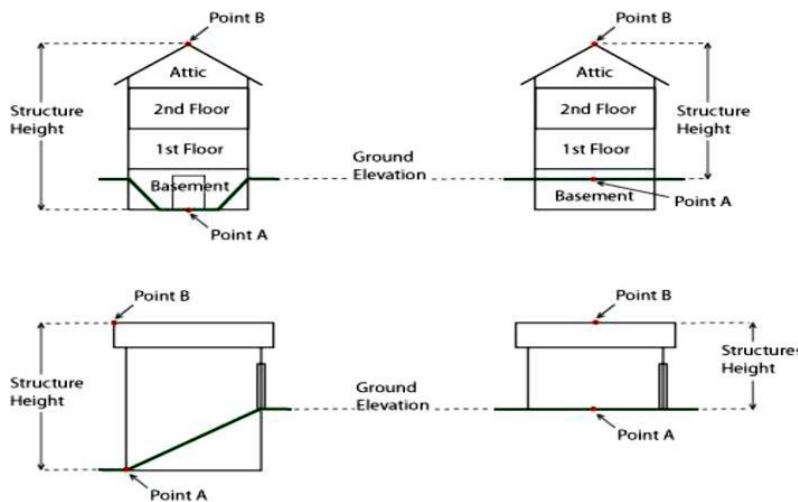 Point B
Attic
2nd Floor
1st Floor
Basement
Structure
Height
Point A
Ground
Elevation
Point B
Attic
2nd Floor
1st Floor
Basement
Structure
Height
Point A
Point B
Structure
Height
Point A
Ground
Elevation
Point B
Structures
Height
Point A